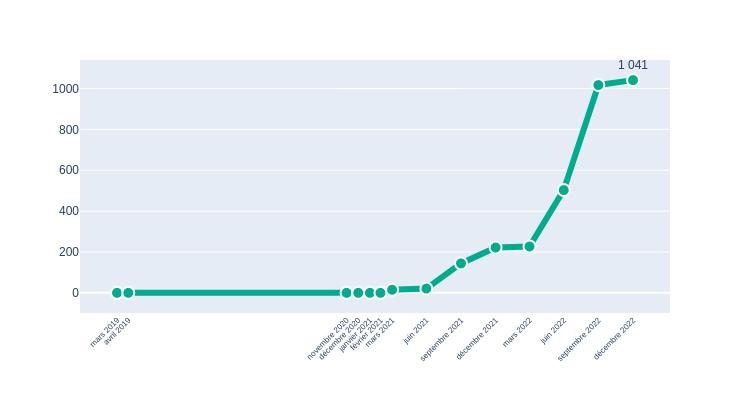 1 041
1000
800
600
400
200
0
mars 2019
avril 2019
novembre 2020
décembre 2020
janvier 2021
février 2021
mars 2021
juin 2021
septembre 2021
décembre 2021
mars 2022
juin 2022
septembre 2022
décembre 2022